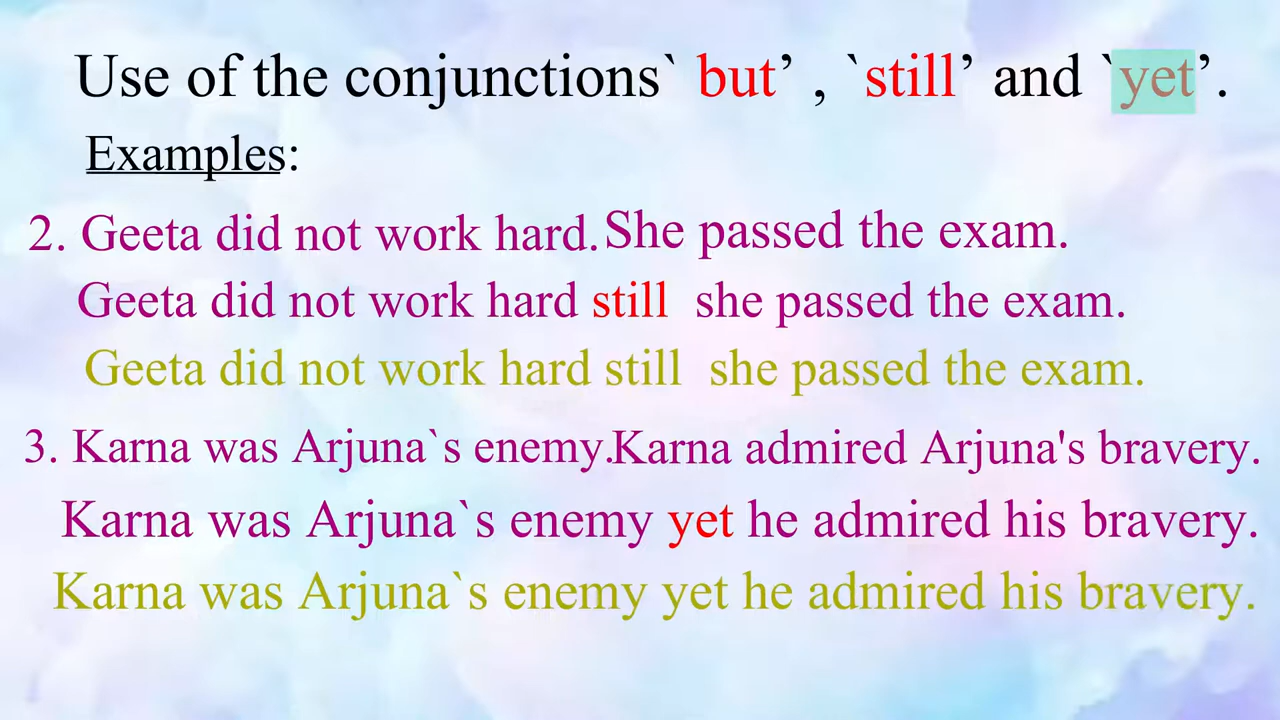 Use of the conjunctions` but’ , `still’ and `yet’.
Examples:
2. Geeta did not work hard. She passed the exam.
Geeta did not work hard still she passed the exam.
Geeta did not work hard still she passed the exam.
3. Karna was Arjuna`s enemy. Karna admired Arjuna's bravery.
Karna was Arjuna`s enemy yet he admired his bravery.
Karna was Arjuna`s enemy yet he admired his bravery.